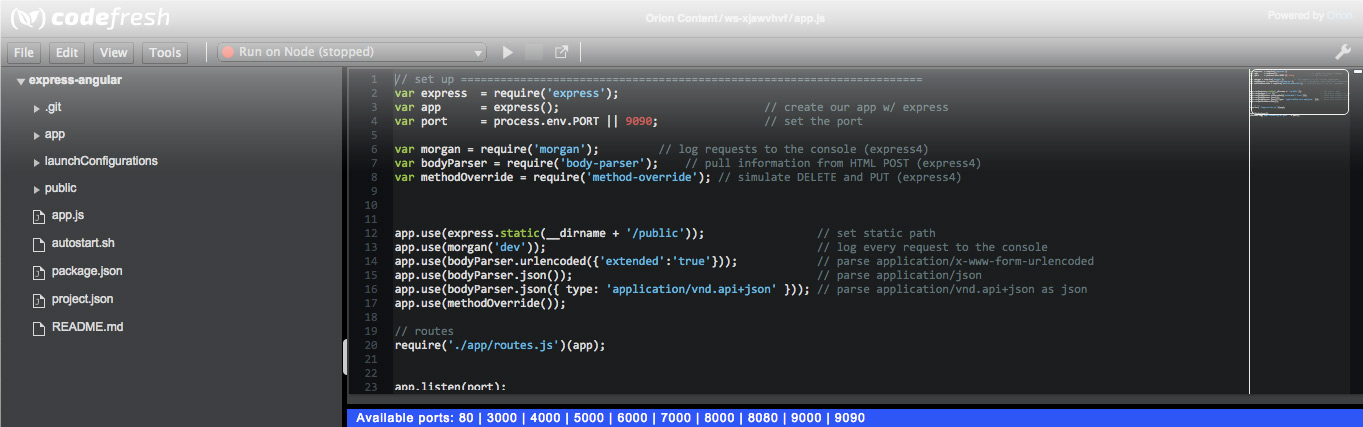 codefresh
Orion Content/ws-xjawvhvf/app.js
Powered by Orion
File Edit View Tools Run on Node (stopped)
express-angular
.git
app
launchConfigurations
public
app.js
autostart.sh
package.json
project.json
README.md
1 // set up ======================================================================
2 var express  = require('express');
3 var app      = express();                               // create our app w/ express
4 var port     = process.env.PORT || 9090;                // set the port
5
6 var morgan = require('morgan');         // log requests to the console (express4)
7 var bodyParser = require('body-parser');    // pull information from HTML POST (express4)
8 var methodOverride = require('method-override'); // simulate DELETE and PUT (express4)
9
10
11
12 app.use(express.static(__dirname + '/public'));                 // set static path
13 app.use(morgan('dev'));                                         // log every request to the console
14 app.use(bodyParser.urlencoded({'extended':'true'}));            // parse application/x-www-form-urlencoded
15 app.use(bodyParser.json());                                     // parse application/json
16 app.use(bodyParser.json({ type: 'application/vnd.api+json' })); // parse application/vnd.api+json as json
17 app.use(methodOverride());
18
19 // routes
20 require('./app/routes.js')(app);
21
22
23 app.listen(port);
Available ports: 80 | 3000 | 4000 | 5000 | 6000 | 7000 | 8000 | 8080 | 9000 | 9090